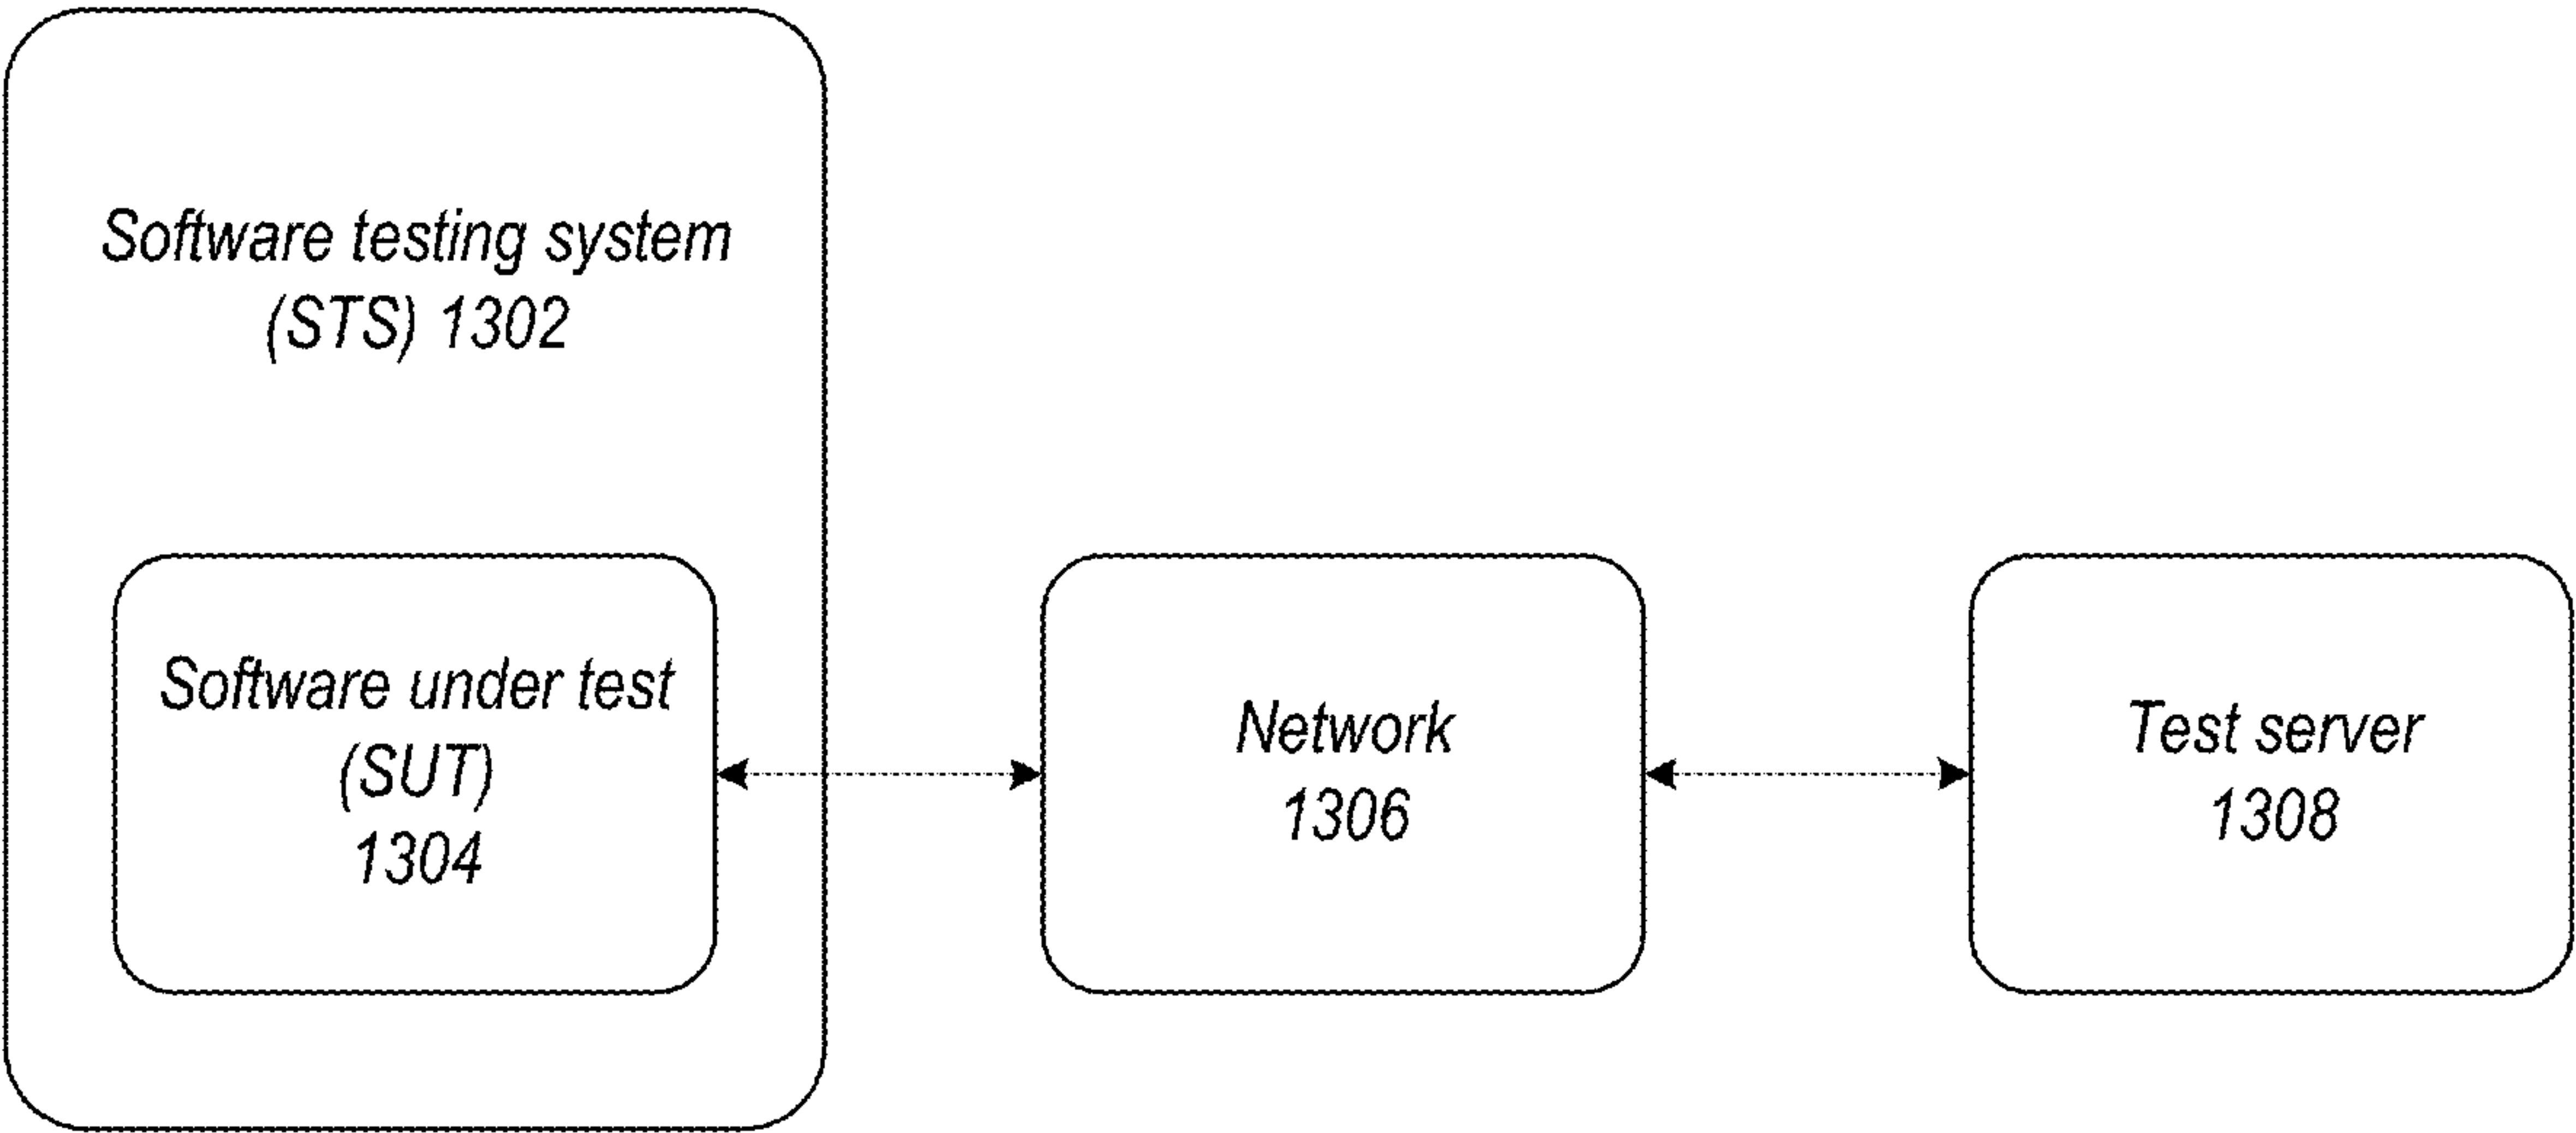 Software testing system
(STS) 1302
Software under test
(SUT)
1304
Network
1306
Test server
1308